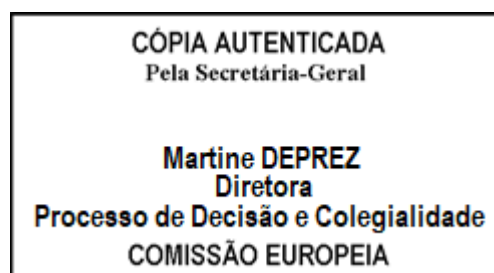 CÓPIA AUTENTICADA
Pela Secretária-Geral
Martine DEPREZ
Diretora
Processo de Decisão e Colegialidade
COMISSÃO EUROPEIA